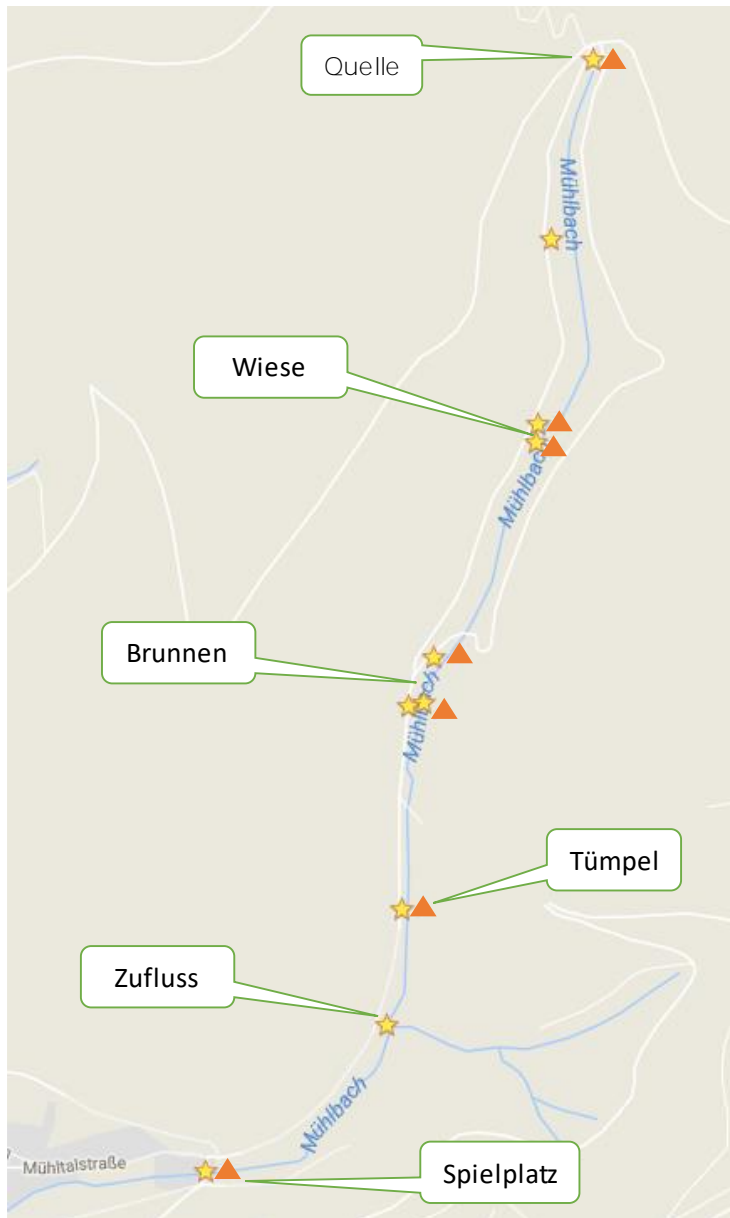 Quelle
Mühlbach
Wiese
Mühlbach
Brunnen
Mühlbach
Tümpel
Zufluss
Mühlbach
Mühltalstraße
Spielplatz